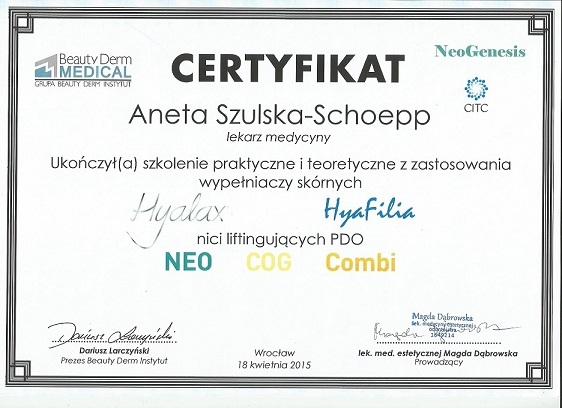 Beauty Derm
MEDICAL
GRUPA BEAUTY DERM INSTYTUT
CERTYFIKAT
NeoGenesis
CITC
Aneta Szulska-Schoepp
lekarz medycyny
Ukończył(a) szkolenie praktyczne i teoretyczne z zastosowania
wypełniaczy skórnych
Hyalax HyaFilia
nici liftingujących PDO
NEO COG Combi
Magda Dąbrowska
lek. medycyny estetycznej
1649214
Dariusz Larczyński
Prezes Beauty Derm Instytut
Wrocław
18 kwietnia 2015
lek. med. estetycznej Magda Dąbrowska
Prowadzący